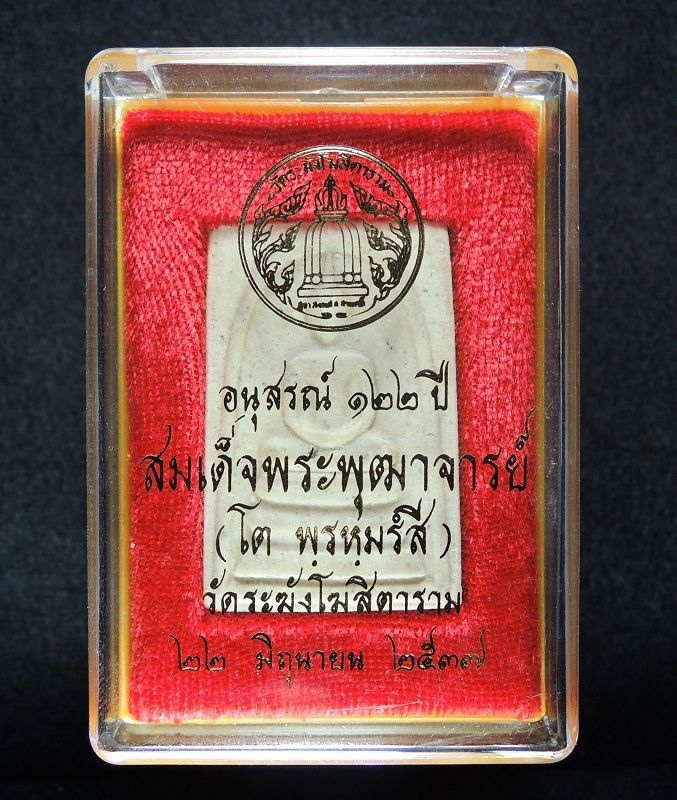 อนุสรณ์ ๑๒๒ ปี
สมเด็จพระพุฒาจารย์
(โต พฺรหฺมรํสี)
วัดระฆังโฆสิตาราม
๒๒ มิถุนายน ๒๕๓๗